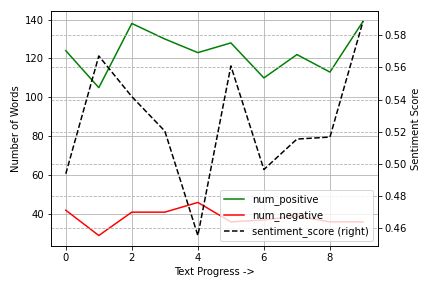 140
120
100
80
60
40
Number of Words
0.58
0.56
0.54
0.52
0.50
0.48
0.46
Sentiment Score
num_positive
num_negative
sentiment_score (right)
0 2 4 6 8
Text Progress ->